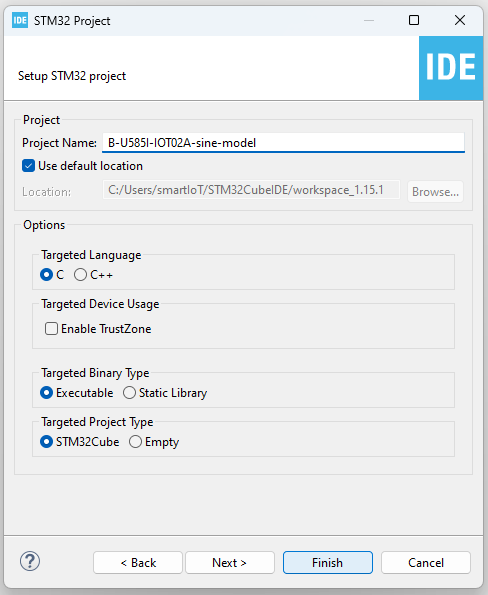 IDE STM32 Project
Setup STM32 project
IDE
Project
Project Name: B-U585I-IOT02A-sine-model
Use default location
Location: C:/Users/smartIoT/STM32CubeIDE/workspace_1.15.1 Browse...
Options
Targeted Language
C C++
Targeted Device Usage
Enable TrustZone
Targeted Binary Type
Executable Static Library
Targeted Project Type
STM32Cube Empty
? < Back Next > Finish Cancel